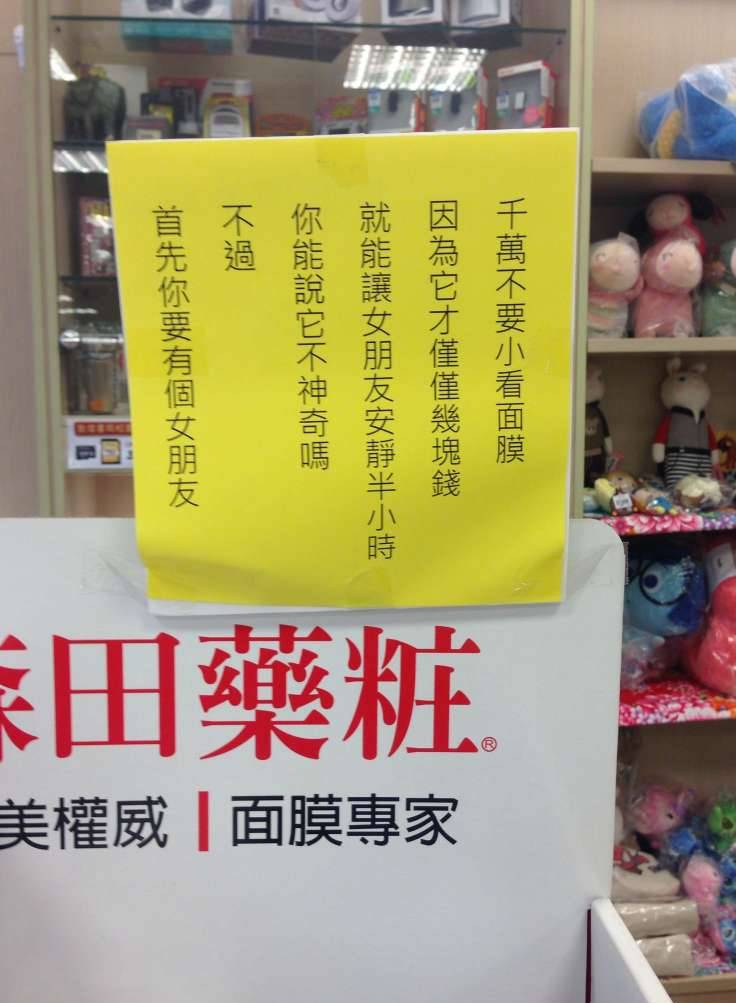 千萬不要小看面膜
因為它才僅僅幾塊錢
就能讓女朋友安靜半小時
你能說它不神奇嗎
不過
首先你要有個女朋友
森田藥粧®
美權威|面膜專家